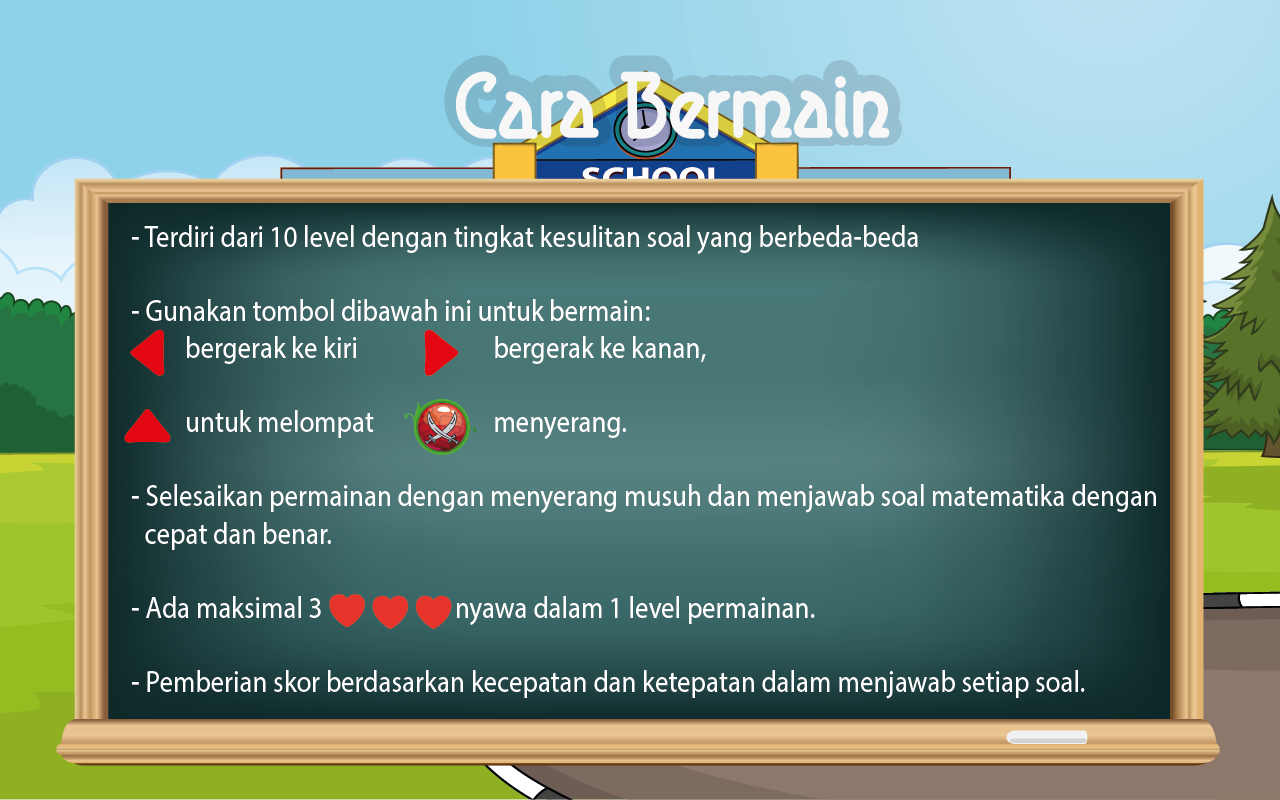 Cara Bermain
SCHOOL
- Terdiri dari 10 level dengan tingkat kesulitan soal yang berbeda-beda
- Gunakan tombol dibawah ini untuk bermain:
bergerak ke kiri bergerak ke kanan,
untuk melompat menyerang.
- Selesaikan permainan dengan menyerang musuh dan menjawab soal matematika dengan
cepat dan benar.
- Ada maksimal 3 nyawa dalam 1 level permainan.
- Pemberian skor berdasarkan kecepatan dan ketepatan dalam menjawab setiap soal.